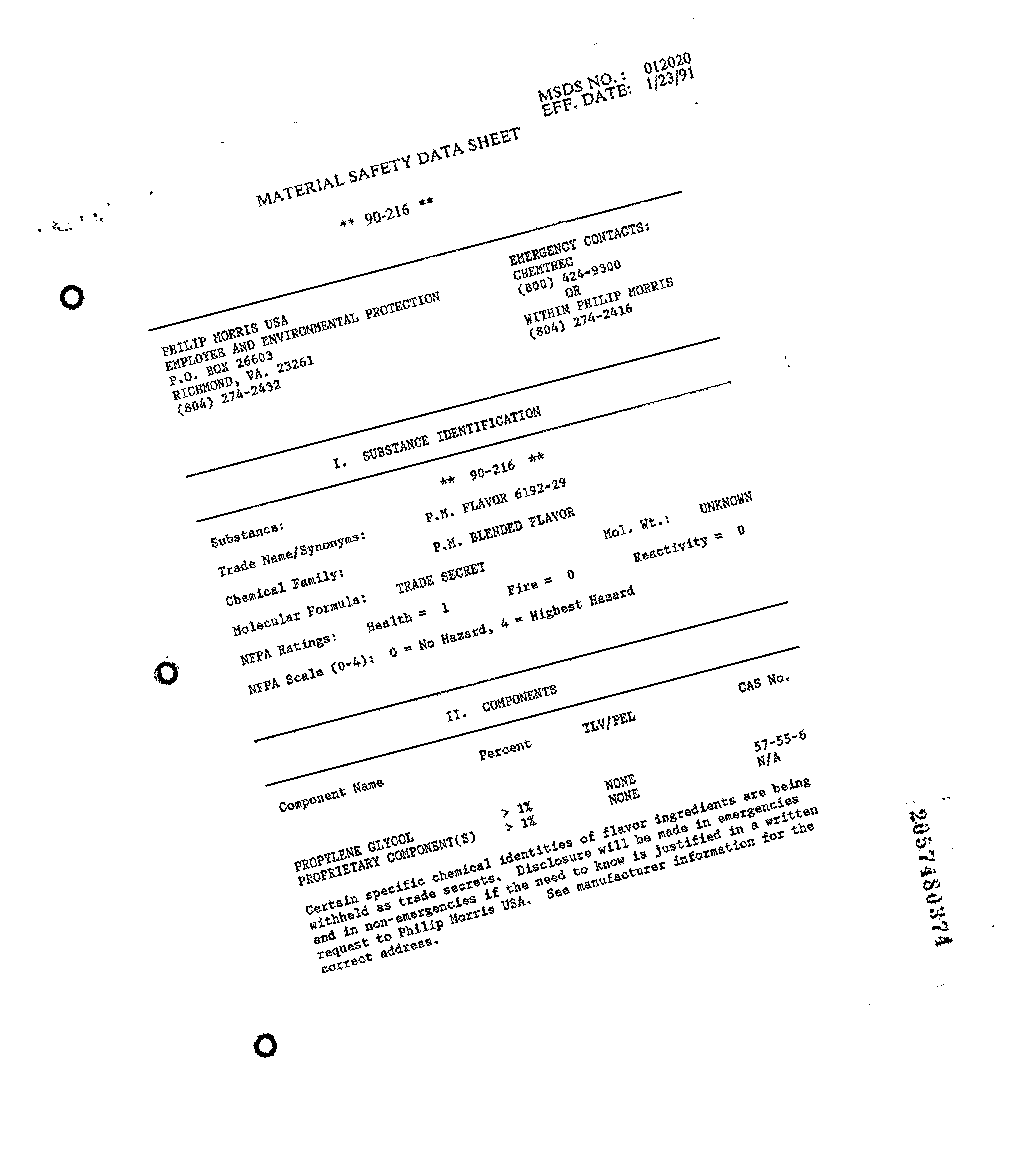 MSDS NO.: 012020
EFF. DATE: 1/23/91
MATERIAL SAFETY DATA SHEET
** 90-216 **
PHILIP MORRIS USA
EMPLOYEE AND ENVIRONMENTAL PROTECTION
P.O. BOX 26603
RICHMOND, VA. 23261
(804) 274-2432
EMERGENCY CONTACTS:
CHEMTREC
(800) 424-9300
OR
WITHIN PHILIP MORRIS
(804) 274-2416
I. SUBSTANCE IDENTIFICATION
Substance: ** 90-216 **
Trade Name/Synonyms: P.M. FLAVOR 6192-29
Chemical Family: P.M. BLENDED FLAVOR
Molecular Formula: TRADE SECRET Mol. Wt.: UNKNOWN
NFPA Ratings: Health = 1 Fire = 0 Reactivity = 0
NFPA Scale (0-4): 0 = No Hazard, 4 = Highest Hazard
II. COMPONENTS
Component Name Percent TLV/PEL CAS No.
PROPYLENE GLYCOL > 1% NONE 57-55-6
PROPRIETARY COMPONENT(S) > 1% NONE N/A
Certain specific chemical identities of flavor ingredients are being
withheld as trade secrets. Disclosure will be made in emergencies
and in non-emergencies if the need to know is justified in a written
request to Philip Morris USA. See manufacturer information for the
correct address.
2057480374